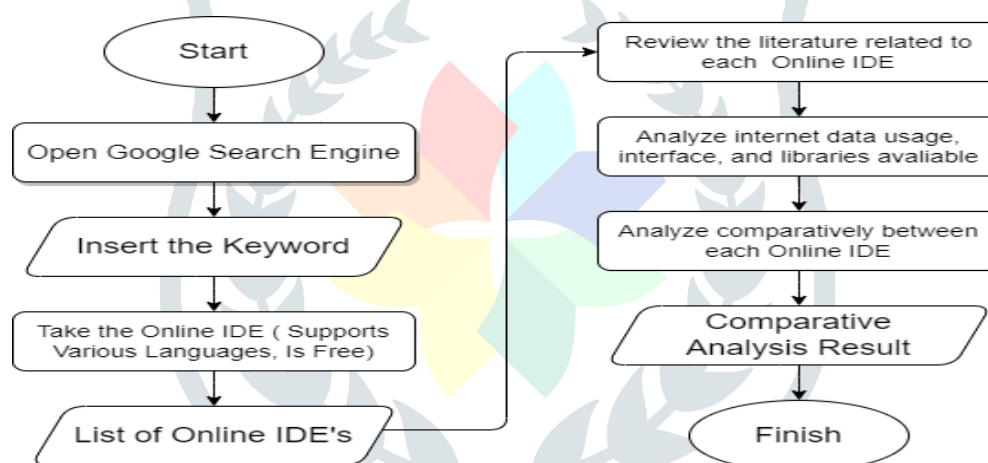 Start
Open Google Search Engine
Insert the Keyword
Take the Online IDE ( Supports
Various Languages, Is Free)
List of Online IDE's
Review the literature related to
each Online IDE
Analyze internet data usage,
interface, and libraries avaliable
Analyze comparatively between
each Online IDE
Comparative
Analysis Result
Finish